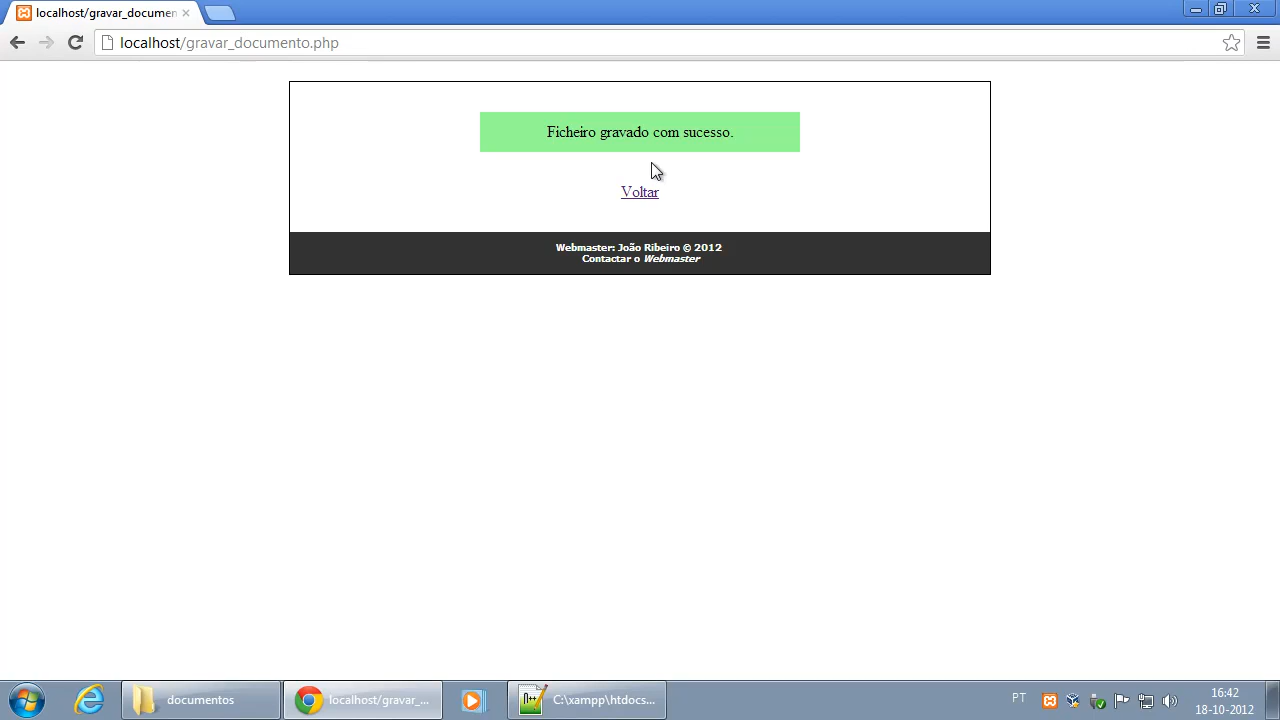 localhost/gravar_documen
localhost/gravar_documento.php
Ficheiro gravado com sucesso.
Voltar
Webmaster: João Ribeiro © 2012
Contactar o Webmaster
documentos
localhost/gravar_...
C:\xampp\htdocs...
PT
16:42
18-10-2012